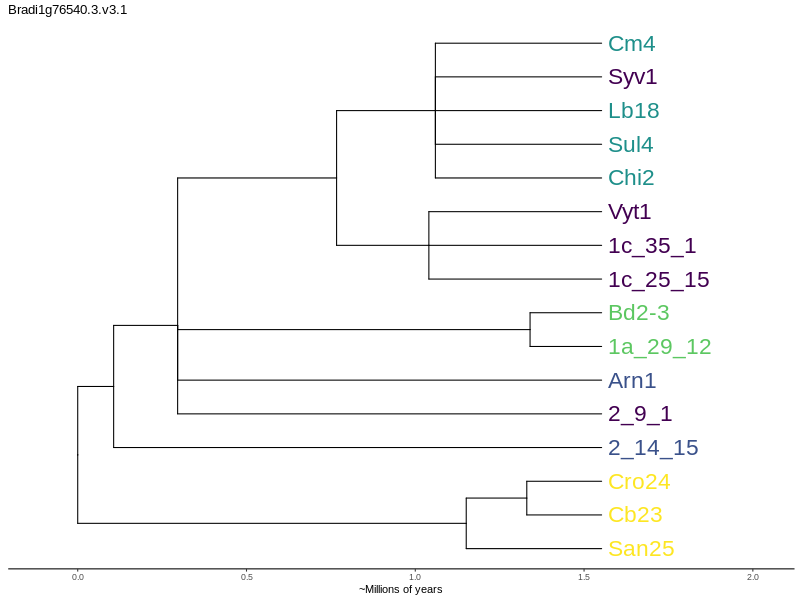 Bradi1g76540.3.v3.1
Cm4
Syv1
Lb18
Sul4
Chi2
Vyt1
1c_35_1
1c_25_15
Bd2-3
1a_29_12
Arn1
2_9_1
2_14_15
Cro24
Cb23
San25
0.0 0.5 1.0 1.5 2.0
~Millions of years